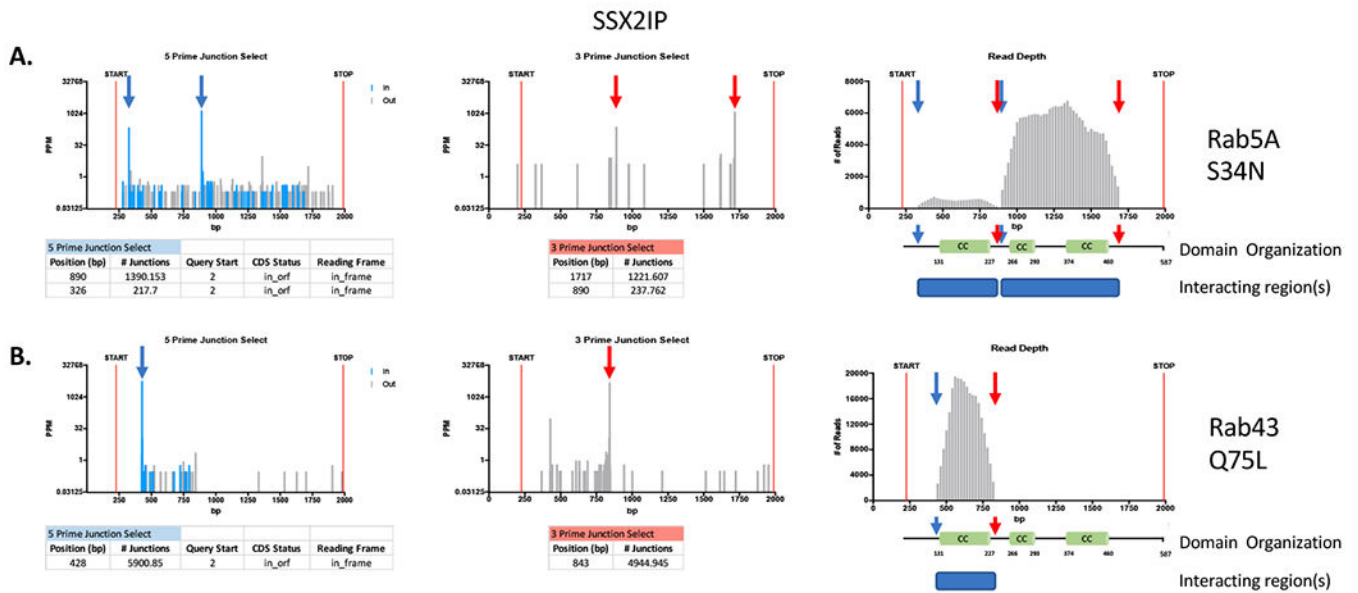 SSX2IP
A.
5 Prime Junction Select
START
STOP
In
Out
32768
1024
32
1
0.03125
PPM
250 500 750 1000 1250 1500 1750 2000
bp
5 Prime Junction Select
Position (bp) # Junctions Query Start CDS Status Reading Frame
890 1390.153 2 in_orf in_frame
326 217.7 2 in_orf in_frame
3 Prime Junction Select
START
STOP
32768
1024
32
1
0.03125
PPM
0 250 500 750 1000 1250 1500 1750 2000
bp
3 Prime Junction Select
Position (bp) # Junctions
1717 1221.607
890 237.762
Read Depth
START
STOP
8000
6000
4000
2000
0
# of Reads
0 250 500 750 1000 1250 1500 1750 2000
bp
CC CC CC
131 227 266 290 374 460 587
Domain Organization
Interacting region(s)
Rab5A
S34N
B.
5 Prime Junction Select
START
STOP
In
Out
32768
1024
32
1
0.03125
PPM
250 500 750 1000 1250 1500 1750 2000
bp
5 Prime Junction Select
Position (bp) # Junctions Query Start CDS Status Reading Frame
428 5900.85 2 in_orf in_frame
3 Prime Junction Select
START
STOP
32768
1024
32
1
0.03125
PPM
0 250 500 750 1000 1250 1500 1750 2000
bp
3 Prime Junction Select
Position (bp) # Junctions
843 4944.945
Read Depth
START
STOP
20000
16000
12000
8000
4000
0
# of Reads
0 250 500 750 1000 1250 1500 1750 2000
bp
CC CC CC
131 227 266 290 374 460 587
Domain Organization
Interacting region(s)
Rab43
Q75L